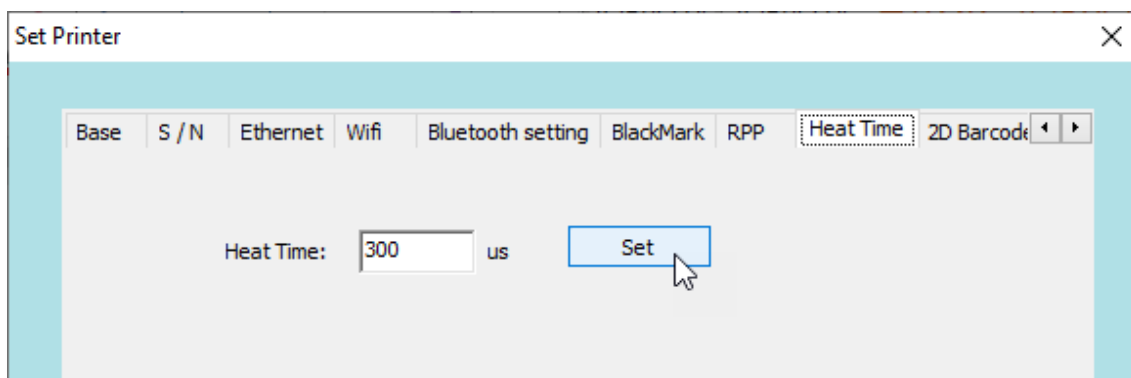 Set Printer
Base S / N Ethernet Wifi Bluetooth setting BlackMark RPP Heat Time 2D Barcode
Heat Time: 300 us Set